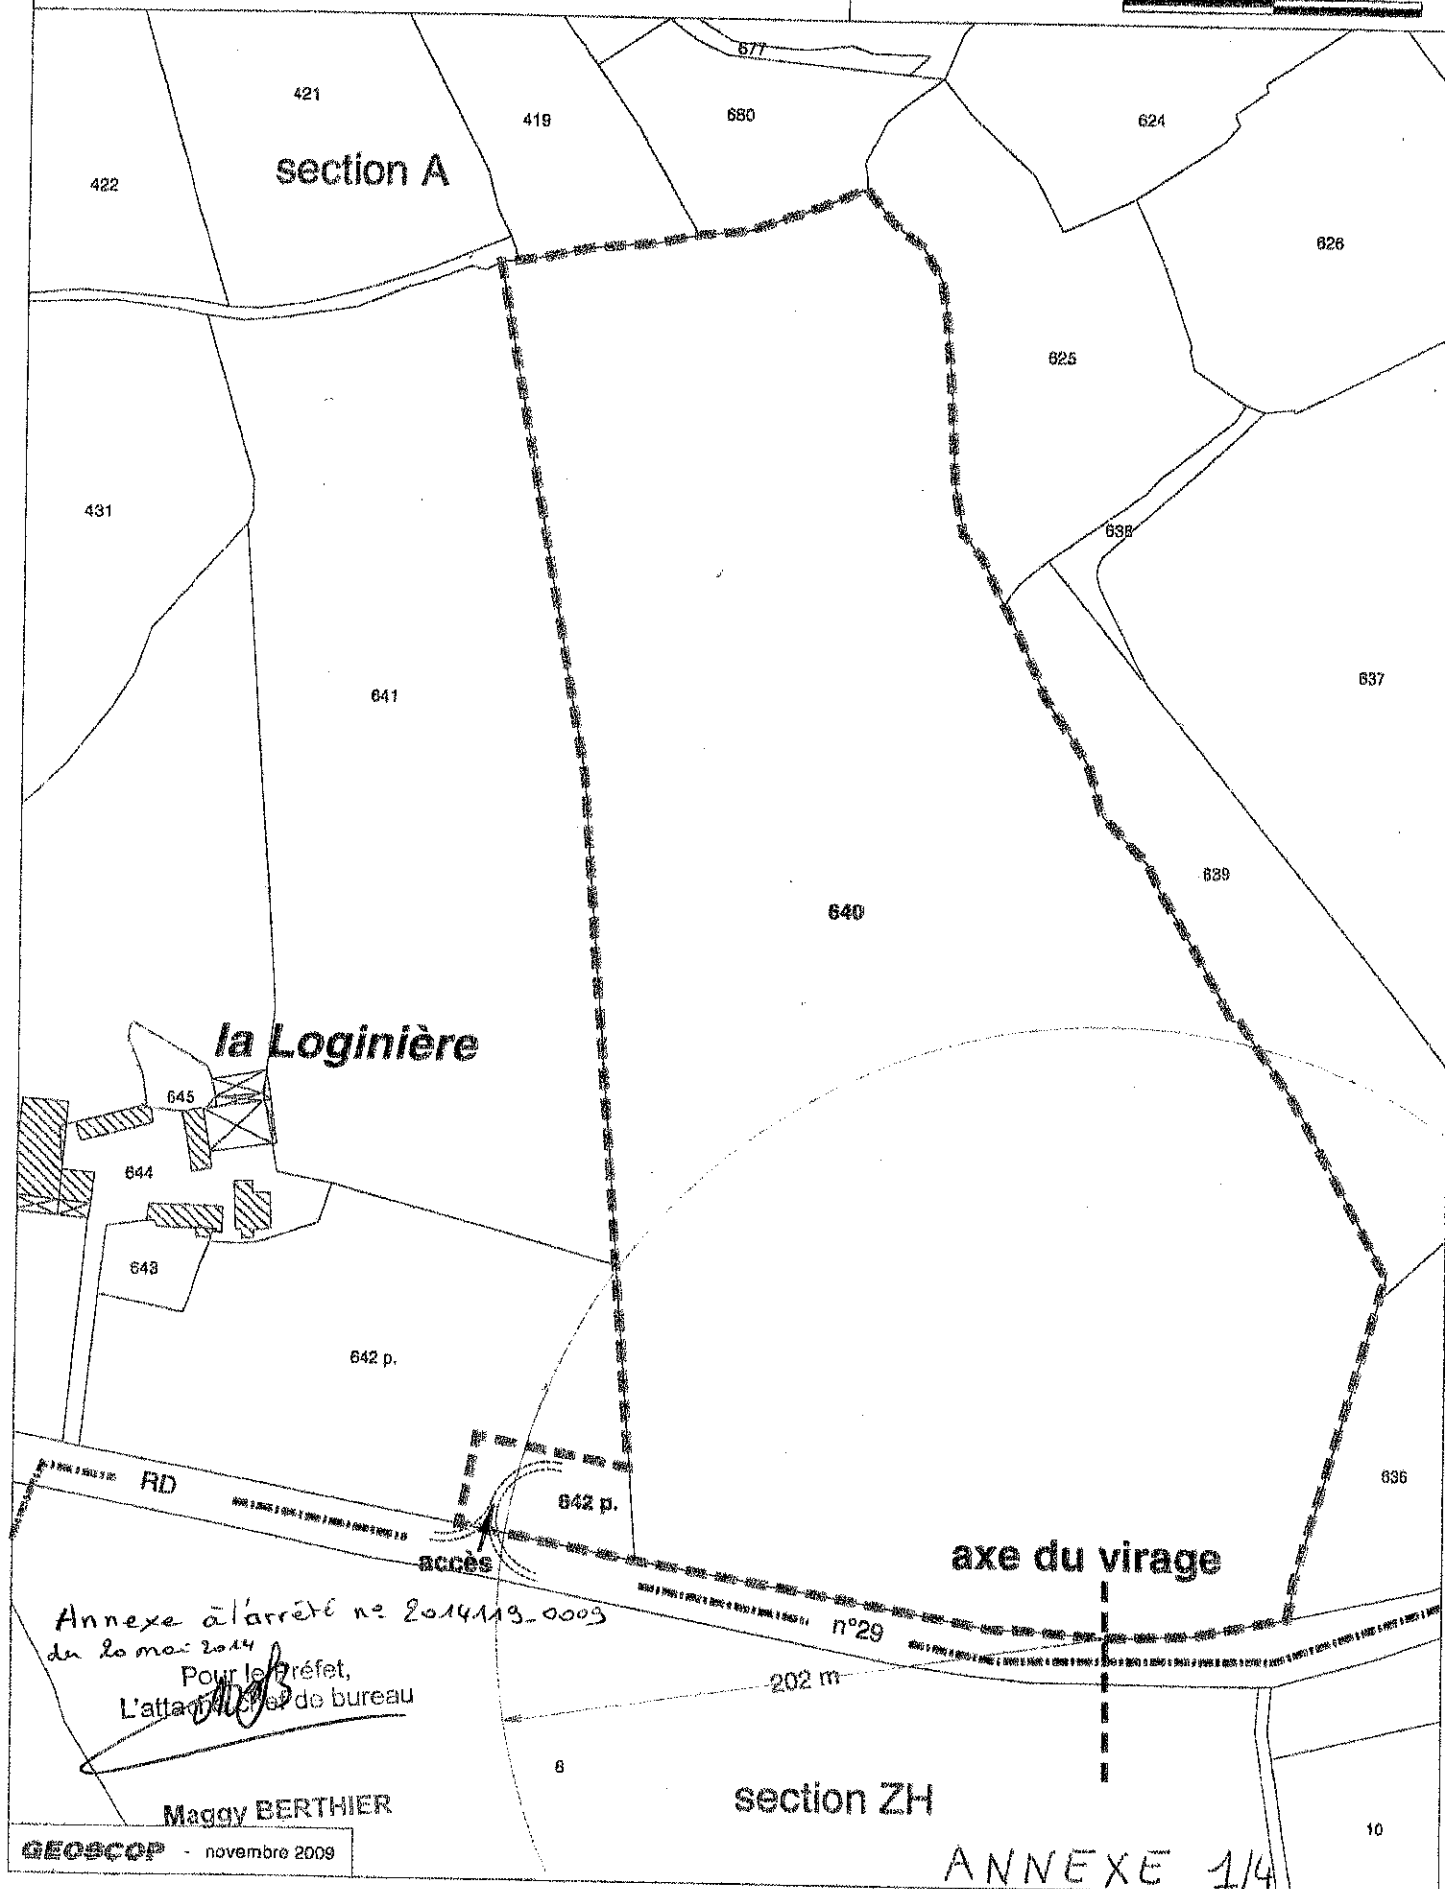 677
421
419
680
624
section A
422
626
625
431
638
641
637
639
640
la Loginière
645
644
643
642 p.
RD
642 p.
636
accès
axe du virage
n°29
Annexe à l'arrêté n° 2014119-0009
du 20 mai 2014
Pour le Préfet,
L'attaché chef de bureau
202 m
6
section ZH
Maggy BERTHIER
10
GEOSCOP - novembre 2009
ANNEXE 1/4